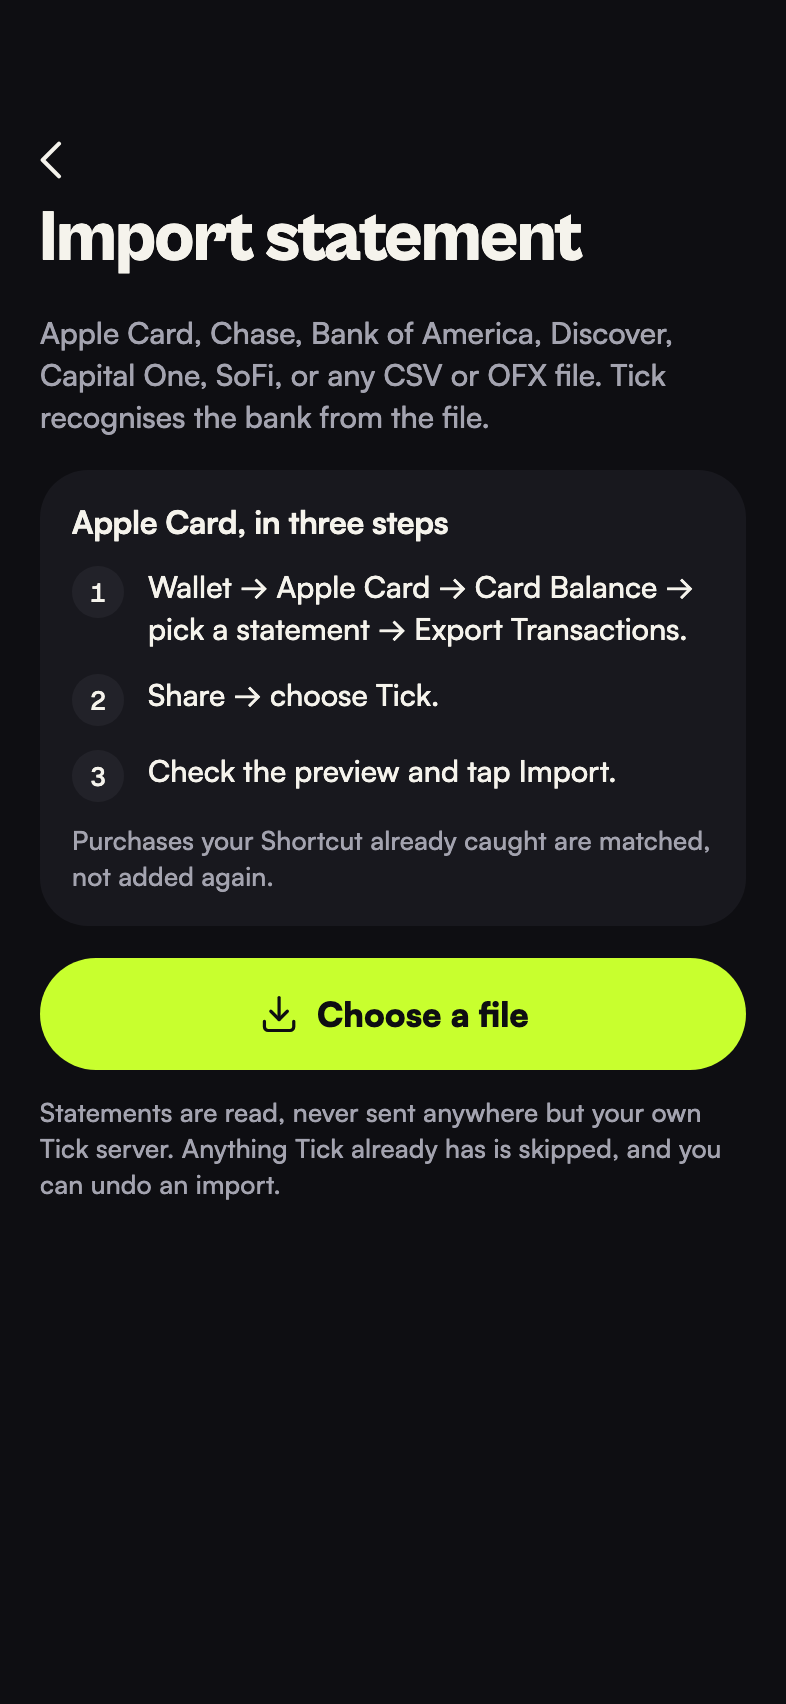 Import statement
Apple Card, Chase, Bank of America, Discover,
Capital One, SoFi, or any CSV or OFX file. Tick
recognises the bank from the file.
Apple Card, in three steps
1 Wallet → Apple Card → Card Balance →
pick a statement → Export Transactions.
2 Share → choose Tick.
3 Check the preview and tap Import.
Purchases your Shortcut already caught are matched,
not added again.
Choose a file
Statements are read, never sent anywhere but your own
Tick server. Anything Tick already has is skipped, and you
can undo an import.